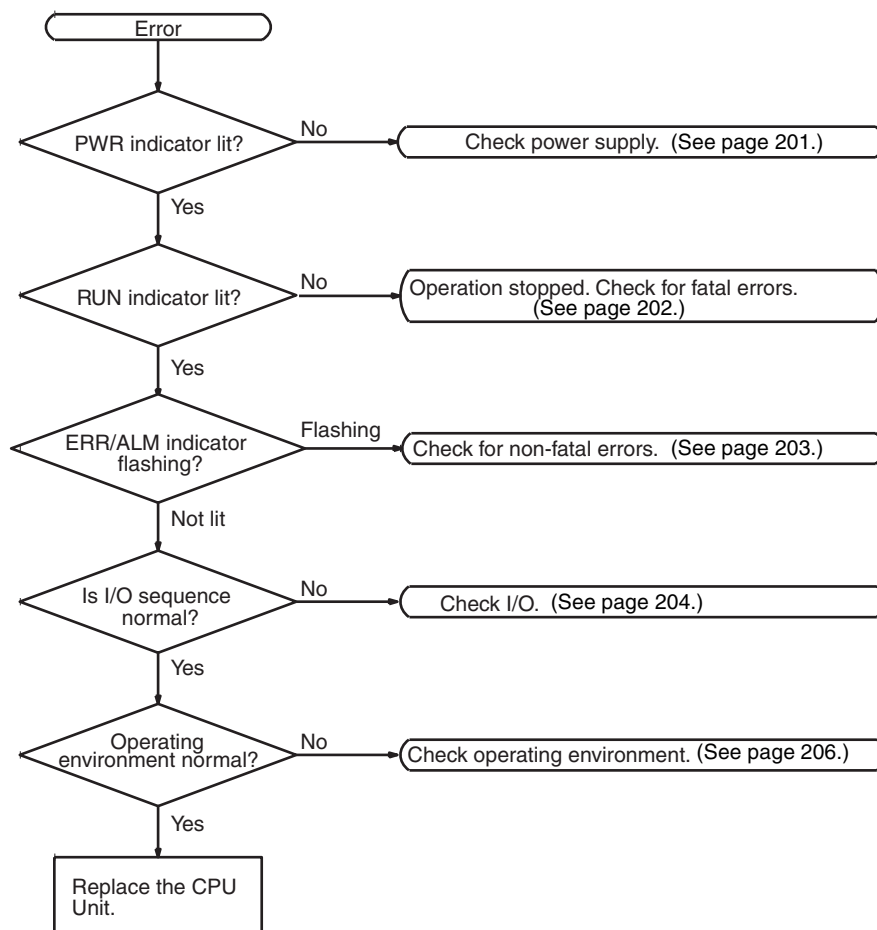 Error
PWR indicator lit?
No
Check power supply. (See page 201.)
Yes
RUN indicator lit?
No
Operation stopped. Check for fatal errors.
(See page 202.)
Yes
ERR/ALM indicator
flashing?
Flashing
Check for non-fatal errors. (See page 203.)
Not lit
Is I/O sequence
normal?
No
Check I/O. (See page 204.)
Yes
Operating
environment normal?
No
Check operating environment. (See page 206.)
Yes
Replace the CPU
Unit.